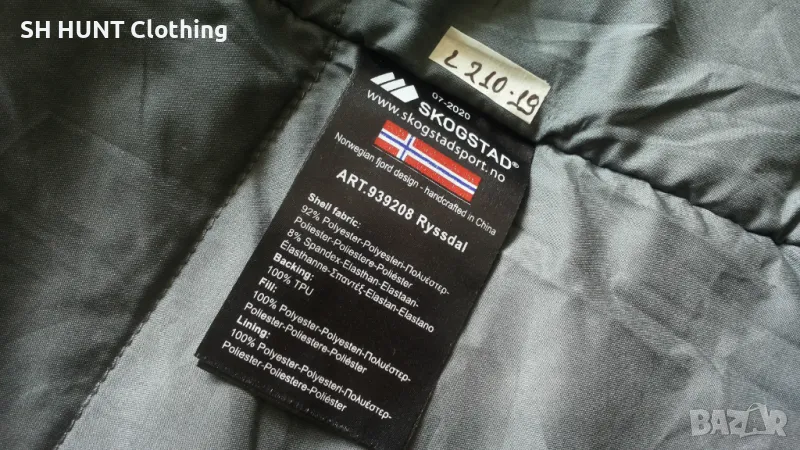 SH HUNT Clothing
L 210-19
07-2020
SKOGSTAD®
www.skogstadsport.no
Norwegian fjord design - handcrafted in China
ART.939208 Ryssdal
Shell fabric:
92% Polyester-Polyesteri-Πολυέστερ-
Poliester-Poliestere-Poliéster
8% Spandex-Elasthan-Elastaan-
Élasthanne-Σπαντέξ-Elastan-Elastano
Backing:
100% TPU
Fill:
100% Polyester-Polyesteri-Πολυέστερ-
Poliester-Poliestere-Poliéster
Lining:
100% Polyester-Polyesteri-Πολυέστερ-
Poliester-Poliestere-Poliéster
BAZAR